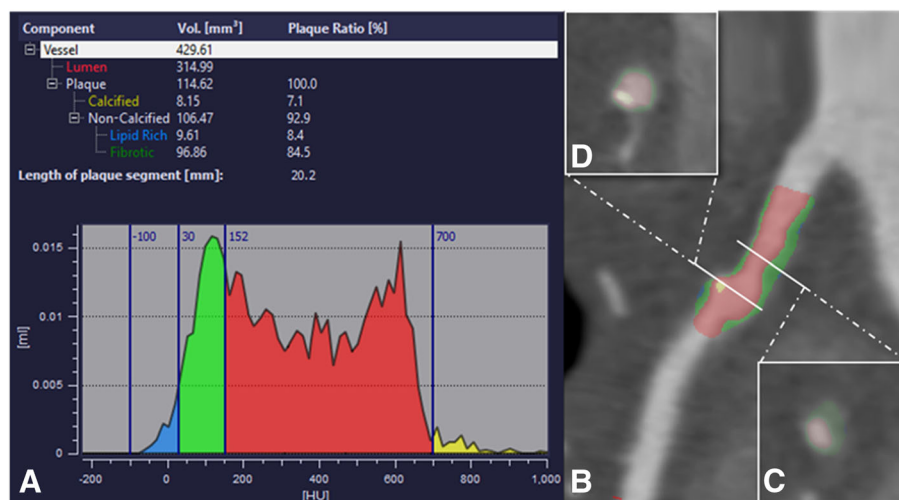 Component Vol. [mm³] Plaque Ratio [%]
Vessel 429.61
Lumen 314.99
Plaque 114.62 100.0
Calcified 8.15 7.1
Non-Calcified 106.47 92.9
Lipid Rich 9.61 8.4
Fibrotic 96.86 84.5
Length of plaque segment [mm]: 20.2
-100 30 152 700
0.015
0.01
[ml]
0.005
0
-200 0 200 400 600 800 1,000
[HU]
A
B
C
D